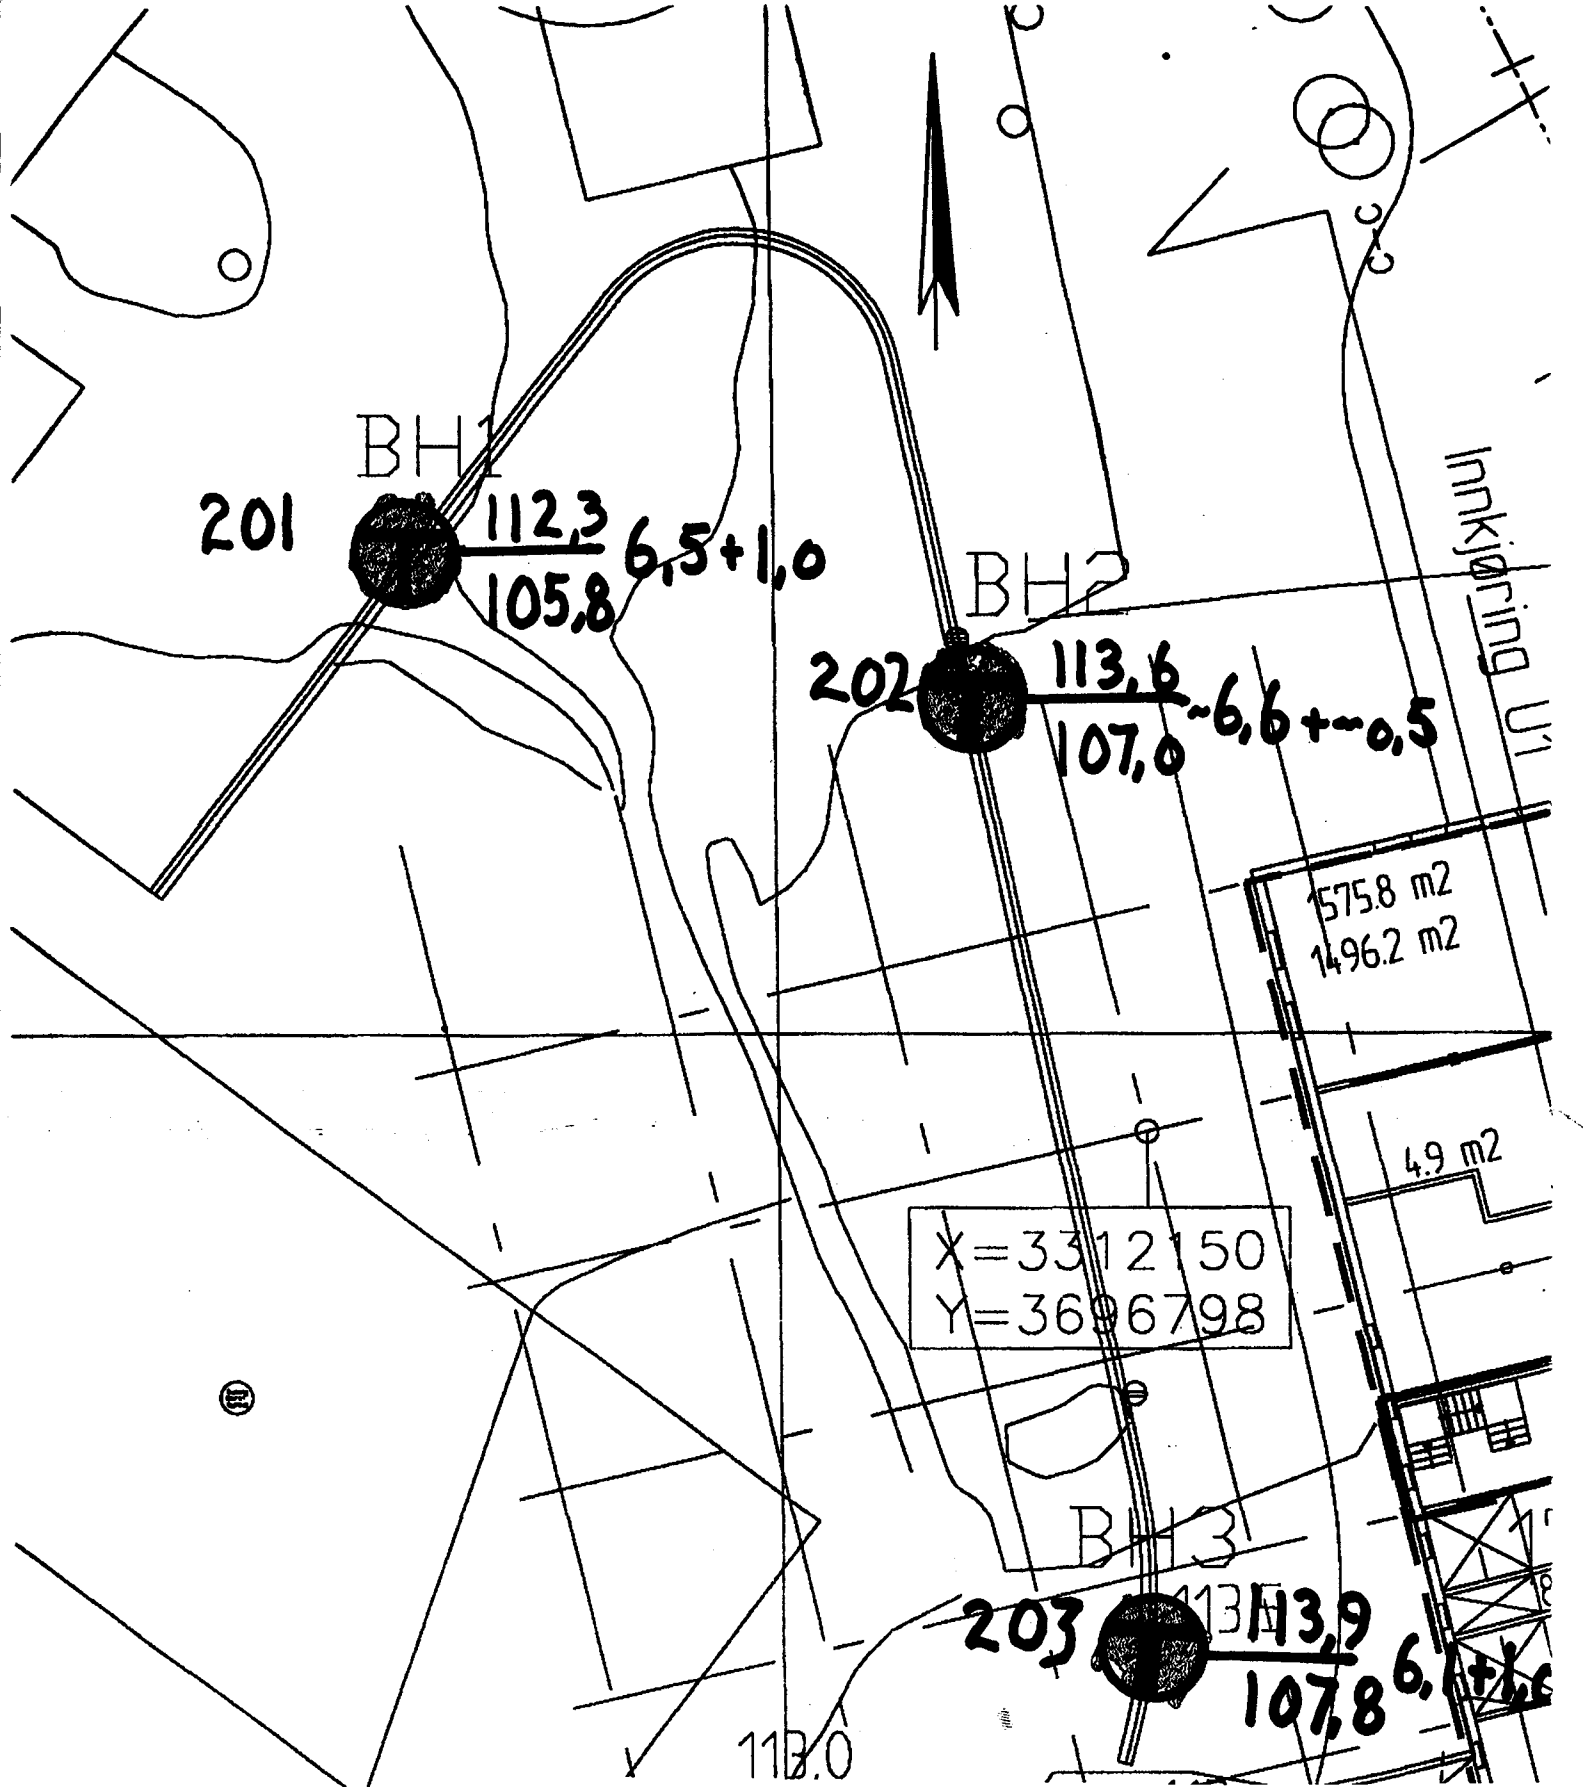 BH1
201
112,3
6,5+1,0
105,8
BH2
202
113,6
~6,6+~0,5
107,0
Innkjøring U1
1575.8 m2
1496.2 m2
4.9 m2
X=3312150
Y=3696798
BH3
203
113,9
107,8
113.0